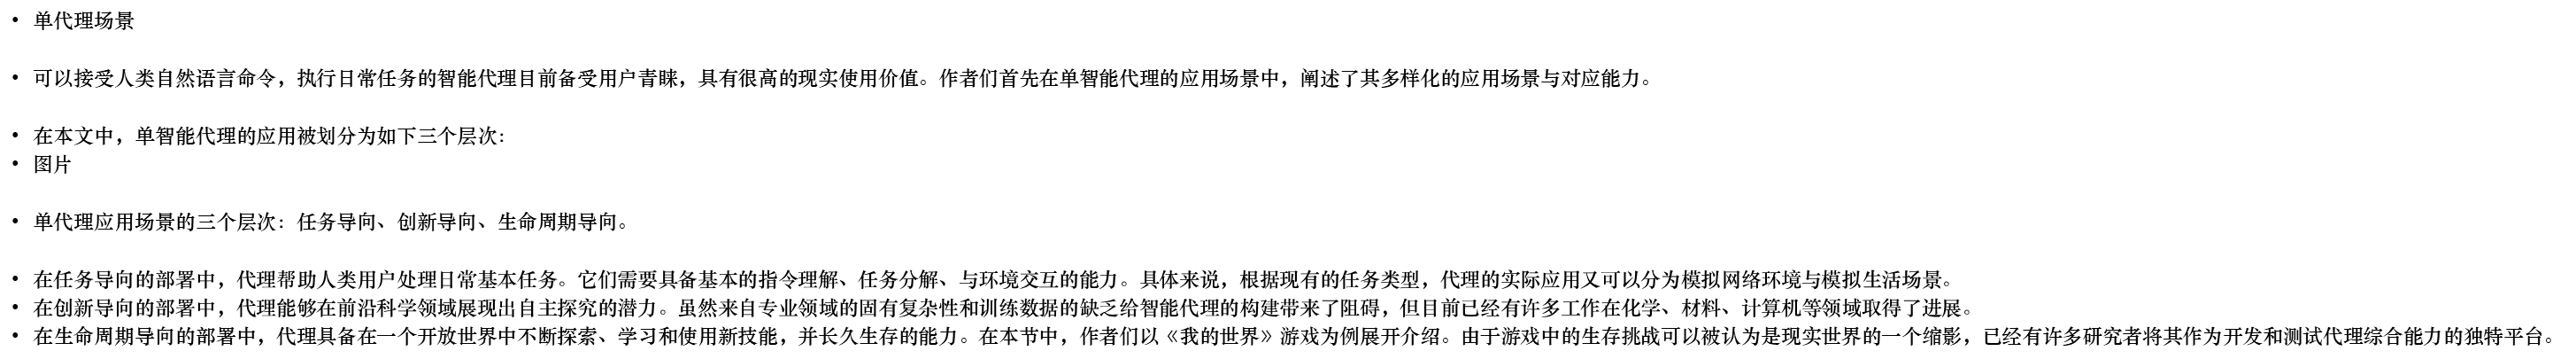 • 单代理场景
• 可以接受人类自然语言命令，执行日常任务的智能代理目前备受用户青睐，具有很高的现实使用价值。作者们首先在单智能代理的应用场景中，阐述了其多样化的应用场景与对应能力。
• 在本文中，单智能代理的应用被划分为如下三个层次：
• 图片
• 单代理应用场景的三个层次：任务导向、创新导向、生命周期导向。
• 在任务导向的部署中，代理帮助人类用户处理日常基本任务。它们需要具备基本的指令理解、任务分解、与环境交互的能力。具体来说，根据现有的任务类型，代理的实际应用又可以分为模拟网络环境与模拟生活场景。
• 在创新导向的部署中，代理能够在前沿科学领域展现出自主探究的潜力。虽然来自专业领域的固有复杂性和训练数据的缺乏给智能代理的构建带来了阻碍，但目前已经有许多工作在化学、材料、计算机等领域取得了进展。
• 在生命周期导向的部署中，代理具备在一个开放世界中不断探索、学习和使用新技能，并长久生存的能力。在本节中，作者们以《我的世界》游戏为例展开介绍。由于游戏中的生存挑战可以被认为是现实世界的一个缩影，已经有许多研究者将其作为开发和测试代理综合能力的独特平台。